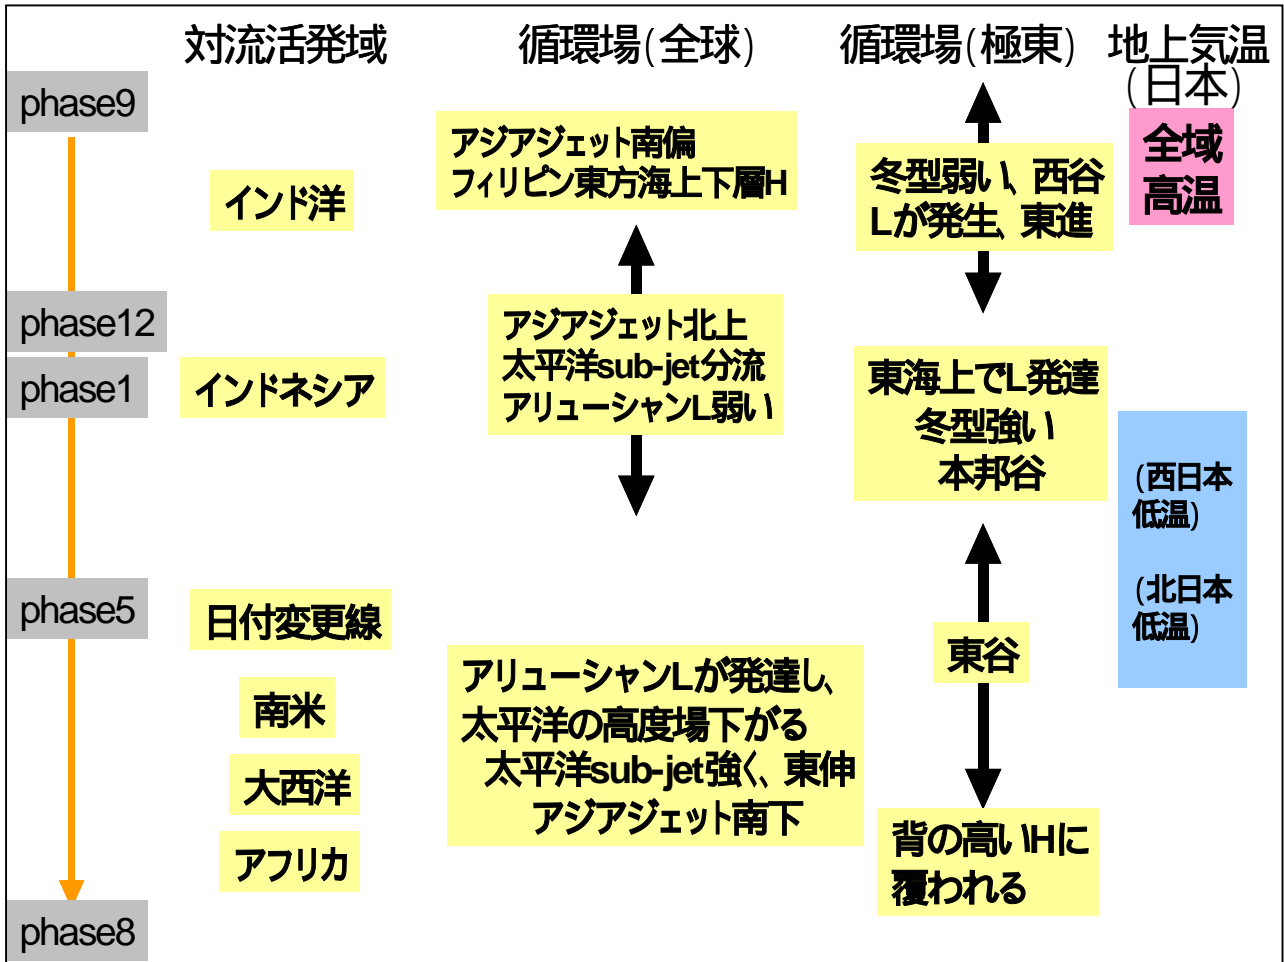 対流活発域
循環場(全球)
循環場(極東)
地上気温
(日本)
phase9
アジアジェット南偏
フィリピン東方海上下層H
冬型弱い、西谷
Lが発生、東進
全域
高温
インド洋
phase12
phase1
インドネシア
アジアジェット北上
太平洋sub-jet分流
アリューシャンL弱い
東海上でL発達
冬型強い
本邦谷
(西日本
低温)
(北日本
低温)
phase5
日付変更線
南米
大西洋
アフリカ
アリューシャンLが発達し、
太平洋の高度場下がる
太平洋sub-jet強く、東伸
アジアジェット南下
東谷
背の高いHに
覆われる
phase8